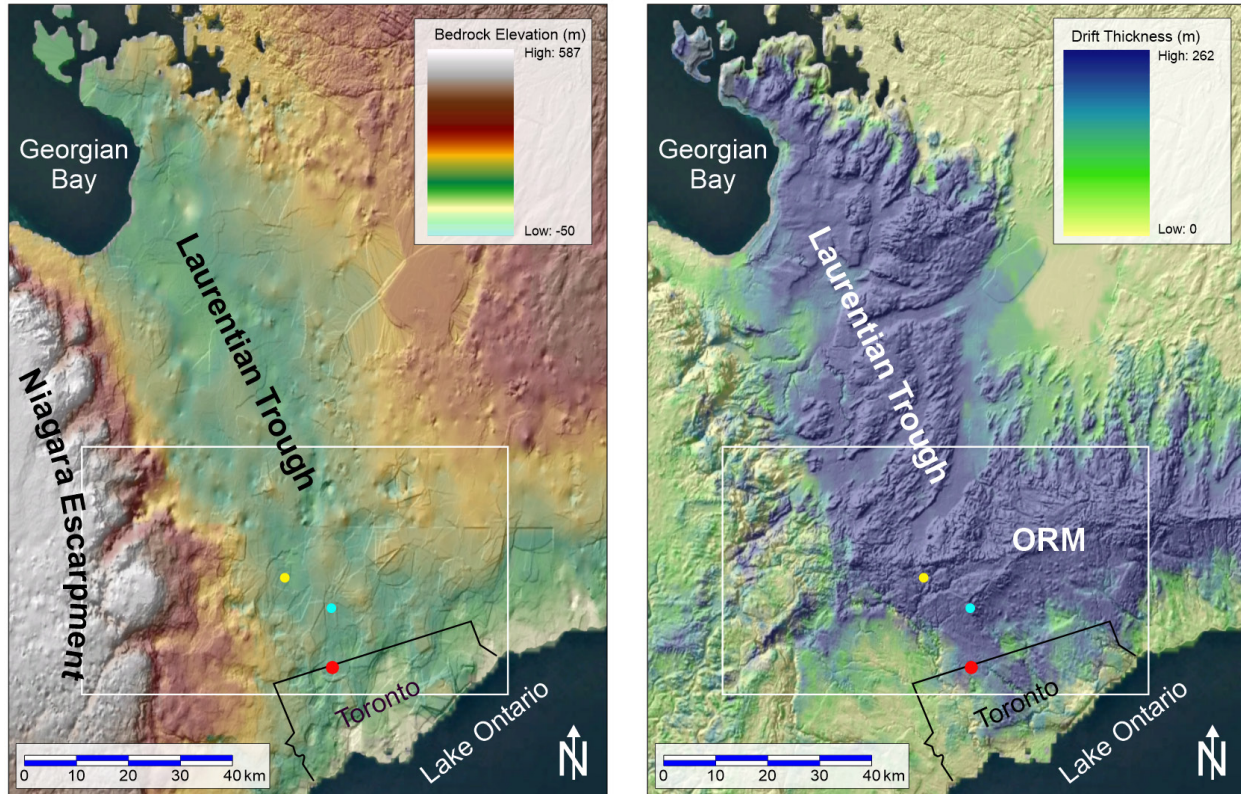 Bedrock Elevation (m)
High: 587
Low: -50
Georgian
Bay
Laurentian Trough
Niagara Escarpment
Toronto
Lake Ontario
0 10 20 30 40 km
N
Drift Thickness (m)
High: 262
Low: 0
Georgian
Bay
Laurentian Trough
ORM
Toronto
Lake Ontario
0 10 20 30 40 km
N